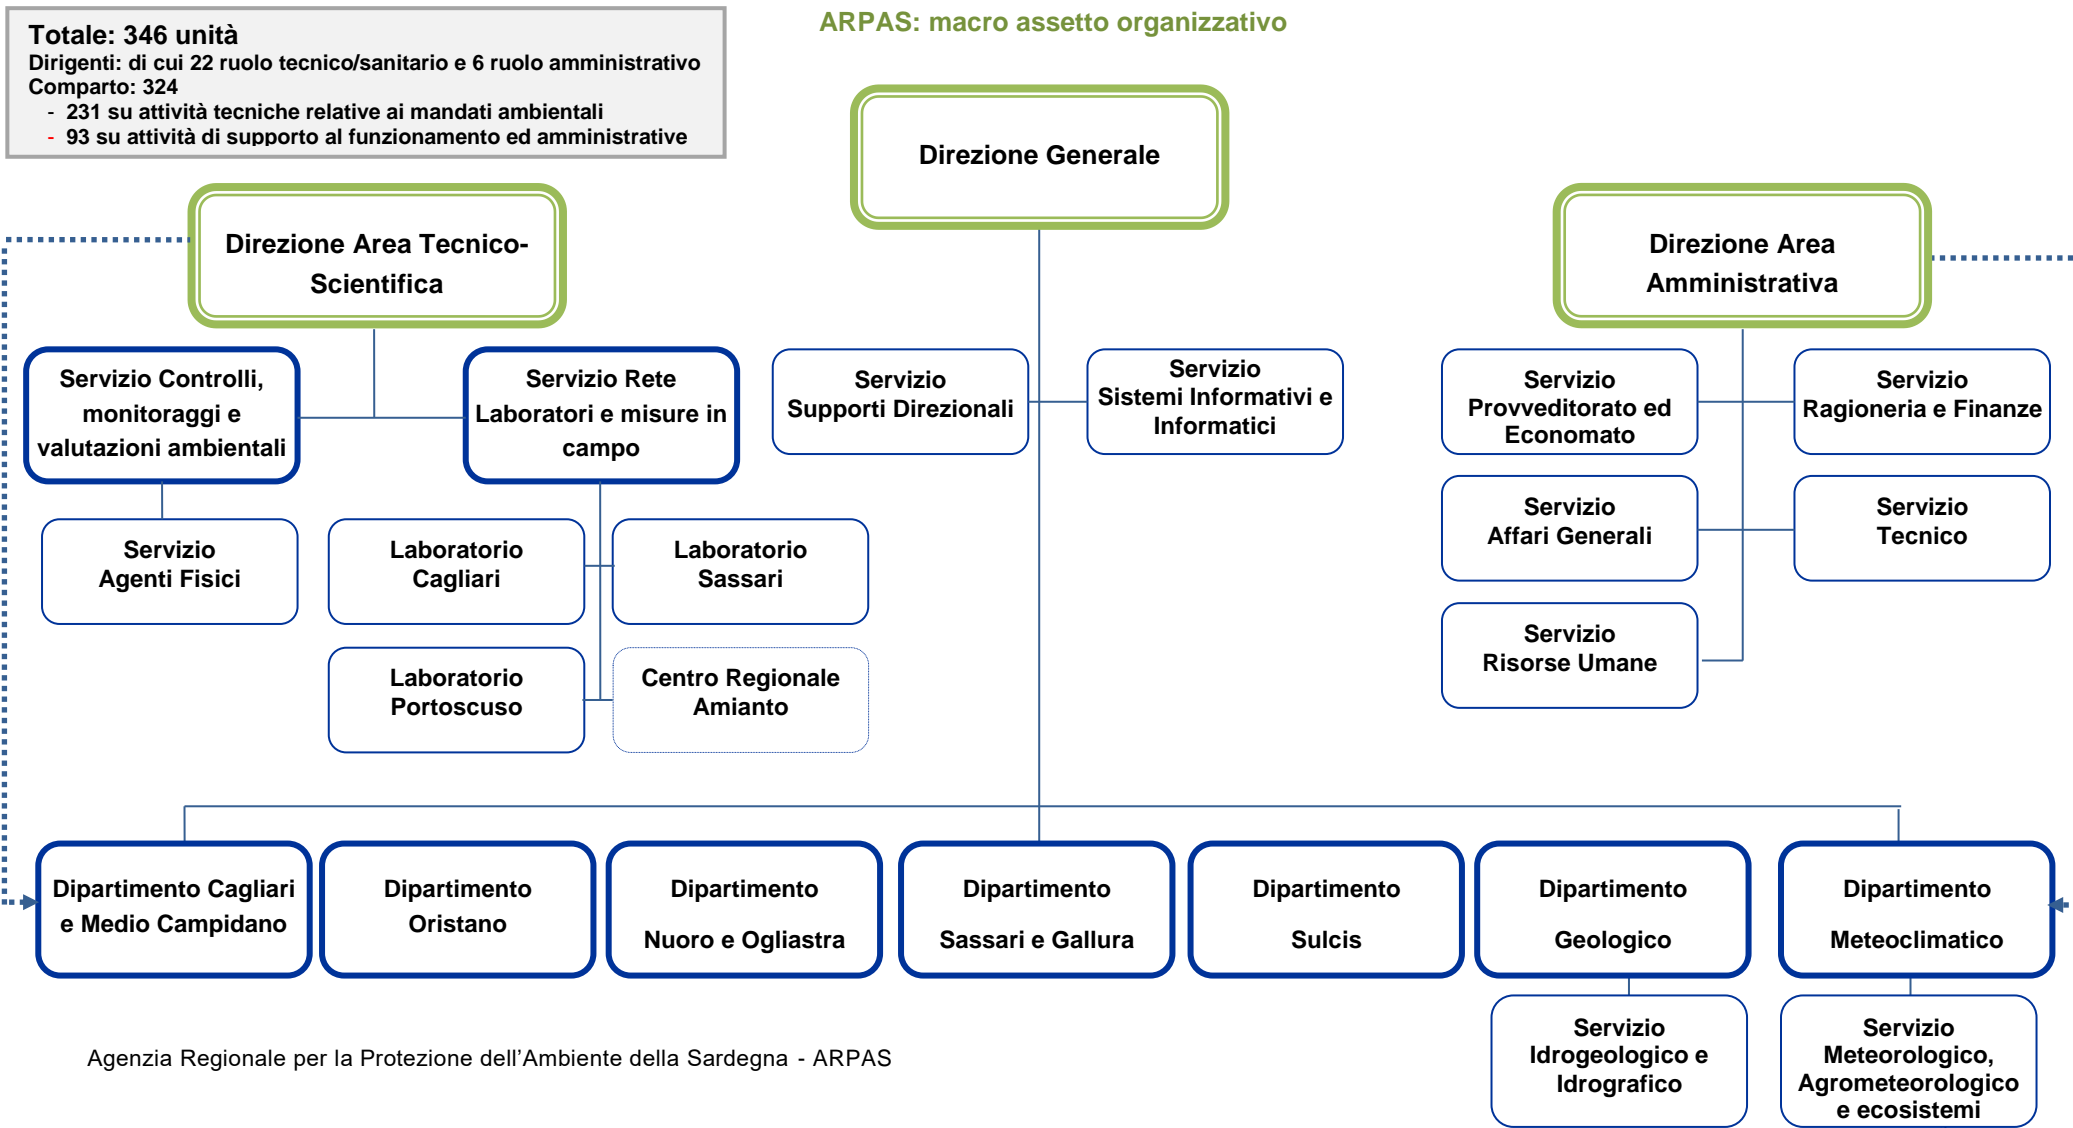 ARPAS: macro assetto organizzativo
Totale: 346 unità
Dirigenti: di cui 22 ruolo tecnico/sanitario e 6 ruolo amministrativo
Comparto: 324
- 231 su attività tecniche relative ai mandati ambientali
- 93 su attività di supporto al funzionamento ed amministrative
Direzione Generale
Direzione Area Tecnico-
Scientifica
Direzione Area
Amministrativa
Servizio Controlli,
monitoraggi e
valutazioni ambientali
Servizio Rete
Laboratori e misure in
campo
Servizio
Supporti Direzionali
Servizio
Sistemi Informativi e
Informatici
Servizio
Provveditorato ed
Economato
Servizio
Ragioneria e Finanze
Servizio
Agenti Fisici
Laboratorio
Cagliari
Laboratorio
Sassari
Servizio
Affari Generali
Servizio
Tecnico
Laboratorio
Portoscuso
Centro Regionale
Amianto
Servizio
Risorse Umane
Dipartimento Cagliari
e Medio Campidano
Dipartimento
Oristano
Dipartimento
Nuoro e Ogliastra
Dipartimento
Sassari e Gallura
Dipartimento
Sulcis
Dipartimento
Geologico
Dipartimento
Meteoclimatico
Servizio
Idrogeologico e
Idrografico
Servizio
Meteorologico,
Agrometeorologico
e ecosistemi
Agenzia Regionale per la Protezione dell'Ambiente della Sardegna - ARPAS